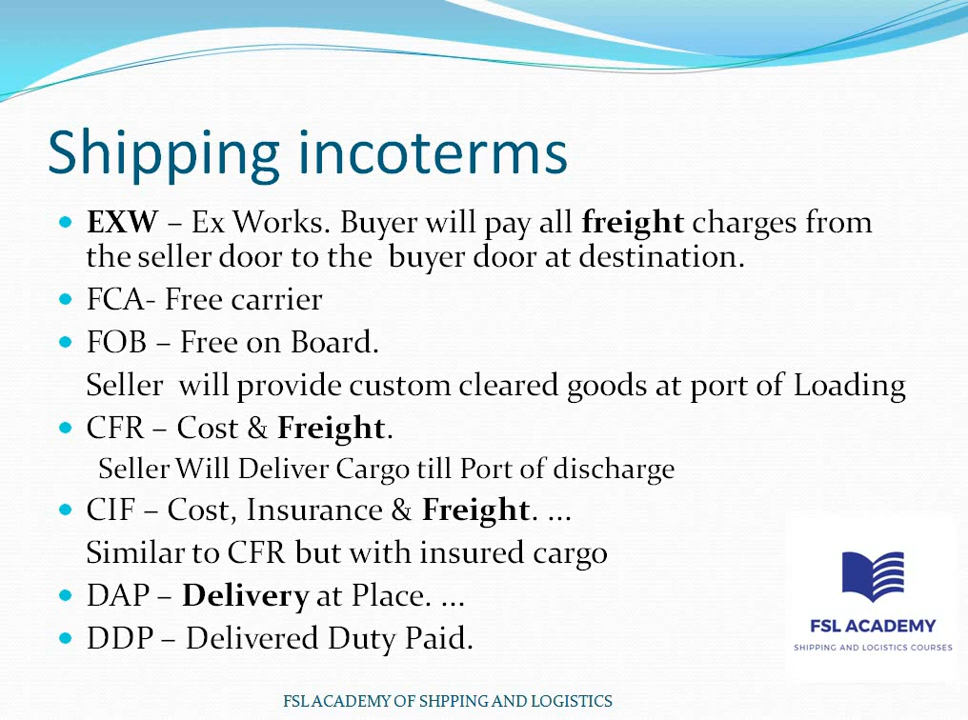 Shipping incoterms
• EXW – Ex Works. Buyer will pay all freight charges from
the seller door to the buyer door at destination.
• FCA- Free carrier
• FOB – Free on Board.
Seller will provide custom cleared goods at port of Loading
• CFR – Cost & Freight.
Seller Will Deliver Cargo till Port of discharge
• CIF – Cost, Insurance & Freight. ...
Similar to CFR but with insured cargo
• DAP – Delivery at Place. ...
• DDP – Delivered Duty Paid.
FSL ACADEMY
SHIPPING AND LOGISTICS COURSES
FSL ACADEMY OF SHPPING AND LOGISTICS